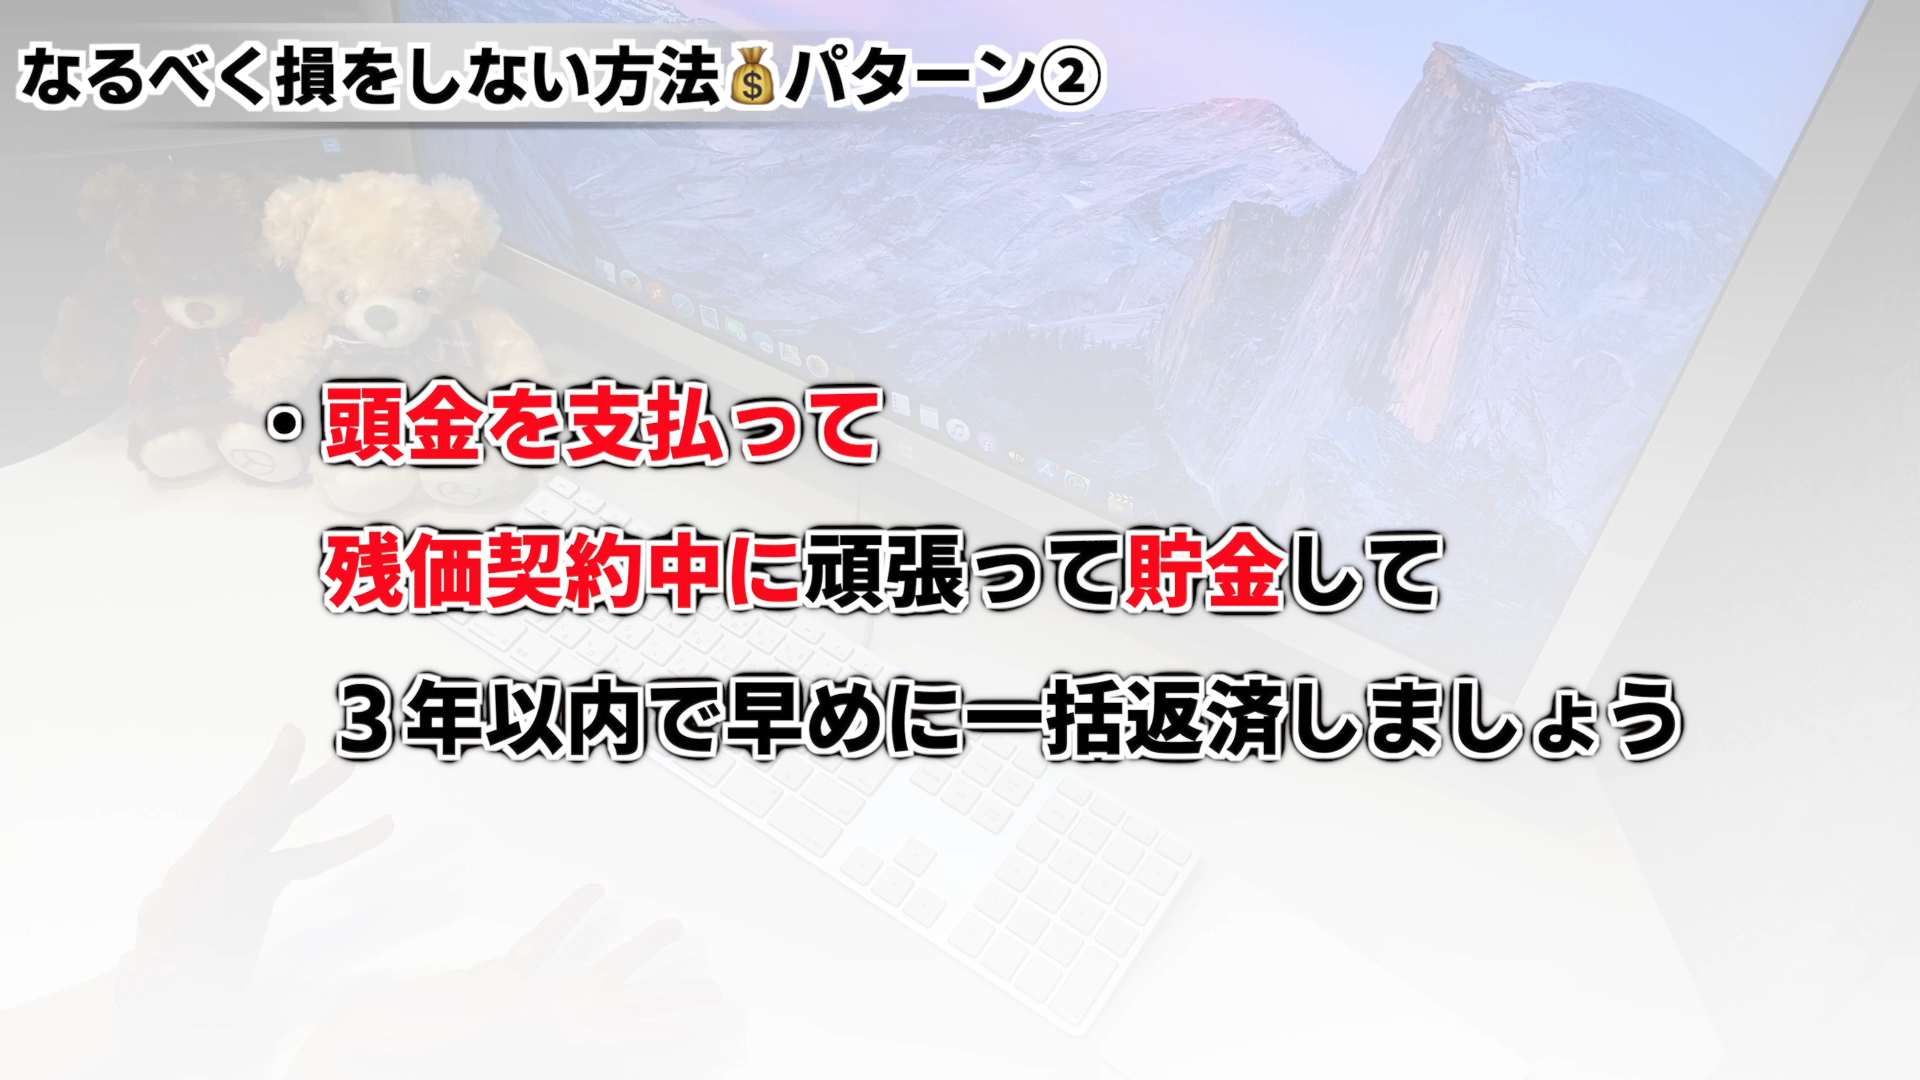 なるべく損をしない方法💰パターン②
・頭金を支払って
残価契約中に頑張って貯金して
３年以内で早めに一括返済しましょう